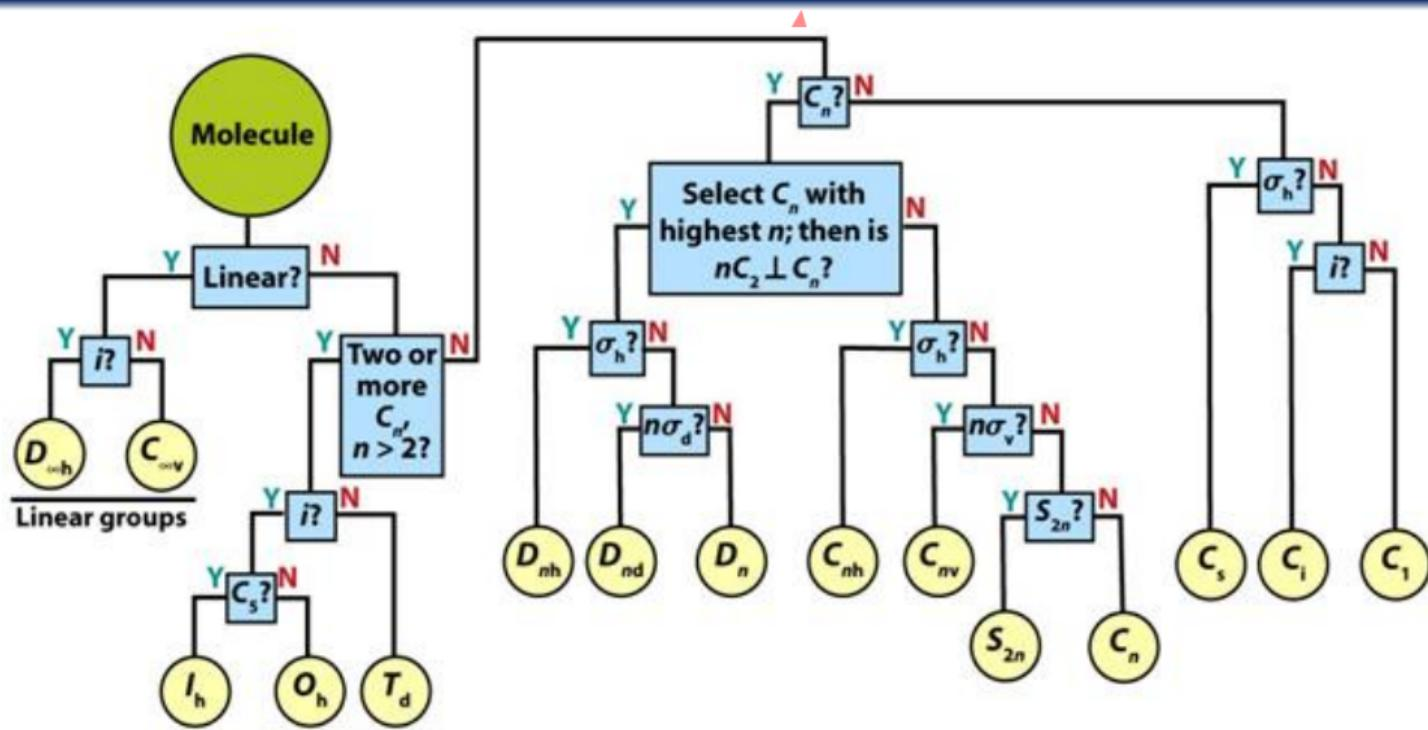 Molecule
Linear?
Y
N
i?
Y
N
D∞h
C∞v
Linear groups
Two or
more
Cn,
n > 2?
Y
N
i?
Y
N
C5?
Y
N
Ih
Oh
Td
Cn?
Y
N
Select Cn with
highest n; then is
nC2 ⊥ Cn?
Y
N
σh?
Y
N
nσd?
Y
N
Dnh
Dnd
Dn
σh?
Y
N
nσv?
Y
N
S2n?
Y
N
Cnh
Cnv
S2n
Cn
σh?
Y
N
i?
Y
N
Cs
Ci
C1